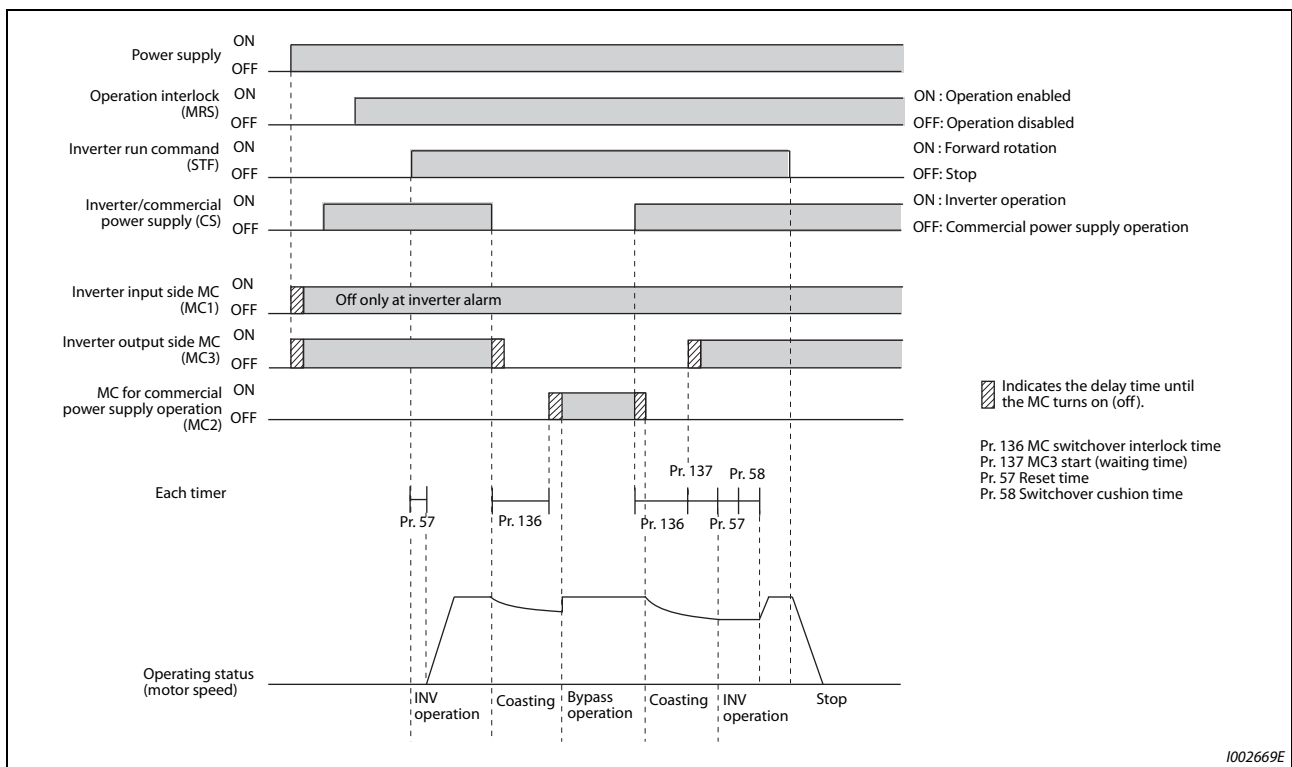 Power supply
ON
OFF
Operation interlock
(MRS)
ON
OFF
ON : Operation enabled
OFF: Operation disabled
Inverter run command
(STF)
ON
OFF
ON : Forward rotation
OFF: Stop
Inverter/commercial
power supply (CS)
ON
OFF
ON : Inverter operation
OFF: Commercial power supply operation
Inverter input side MC
(MC1)
ON
OFF
Off only at inverter alarm
Inverter output side MC
(MC3)
ON
OFF
MC for commercial
power supply operation
(MC2)
ON
OFF
Indicates the delay time until
the MC turns on (off).
Pr. 136 MC switchover interlock time
Pr. 137 MC3 start (waiting time)
Pr. 57 Reset time
Pr. 58 Switchover cushion time
Each timer
Pr. 137
Pr. 58
Pr. 57
Pr. 136
Pr. 136
Pr. 57
Operating status
(motor speed)
INV
operation
Coasting
Bypass
operation
Coasting
INV
operation
Stop
I002669E